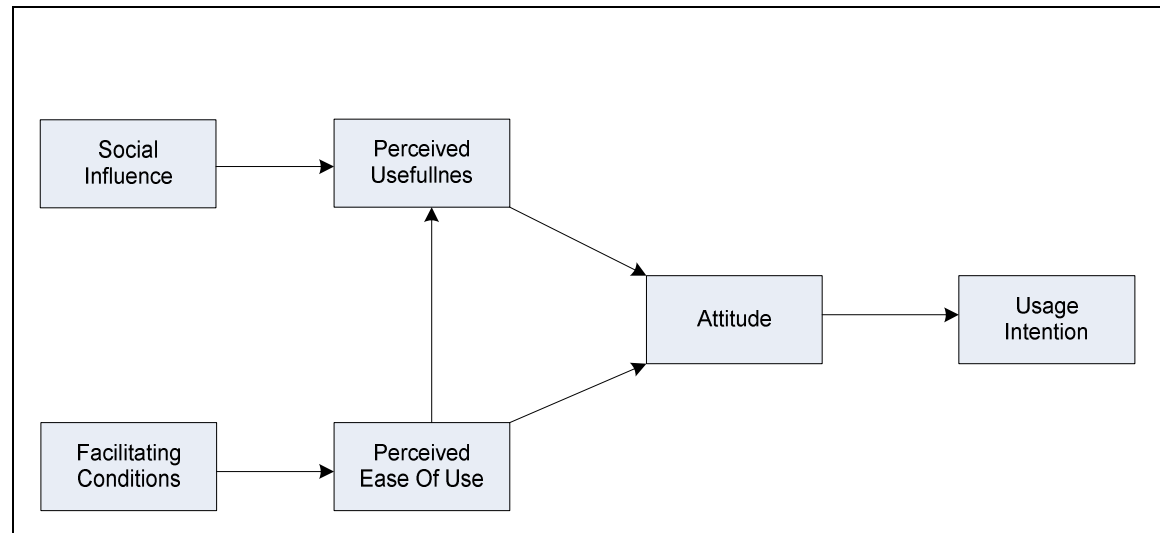 Social
Influence
Perceived
Usefullnes
Attitude
Usage
Intention
Facilitating
Conditions
Perceived
Ease Of Use